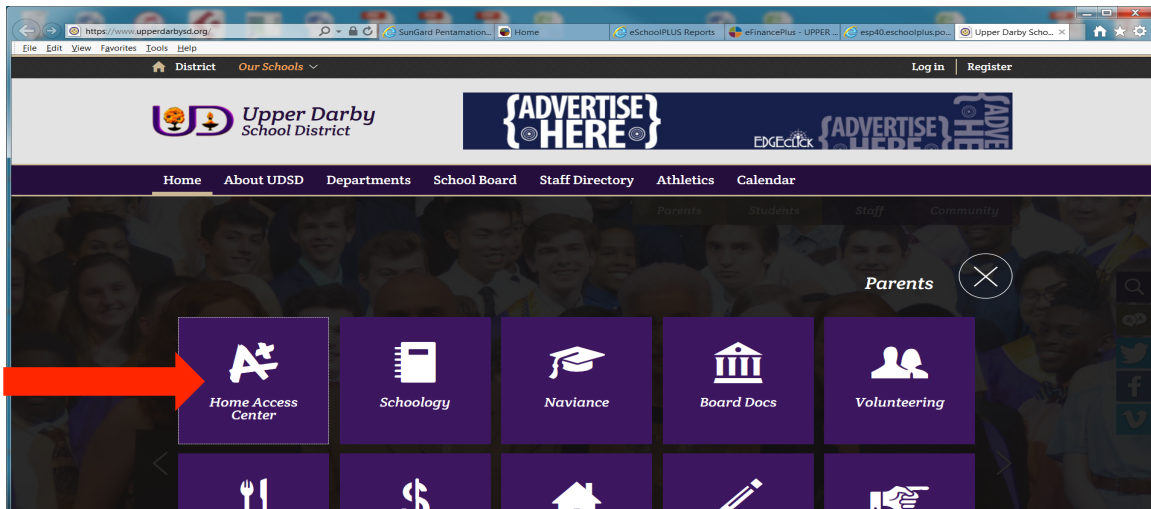 https://www.upperdarbysd.org/
SunGard Pentamation...
Home
eSchoolPLUS Reports
eFinancePlus - UPPER ...
esp40.eschoolplus.po...
Upper Darby Scho...
File Edit View Favorites Tools Help
District Our Schools
Log in Register
UD Upper Darby
School District
{ADVERTISE
HERE}
EDGEclick
{ADVERTISE}
HERE
Home About UDSD Departments School Board Staff Directory Athletics Calendar
Parents Students Staff Community
Parents
A+
Home Access
Center
Schoology
Naviance
Board Docs
Volunteering